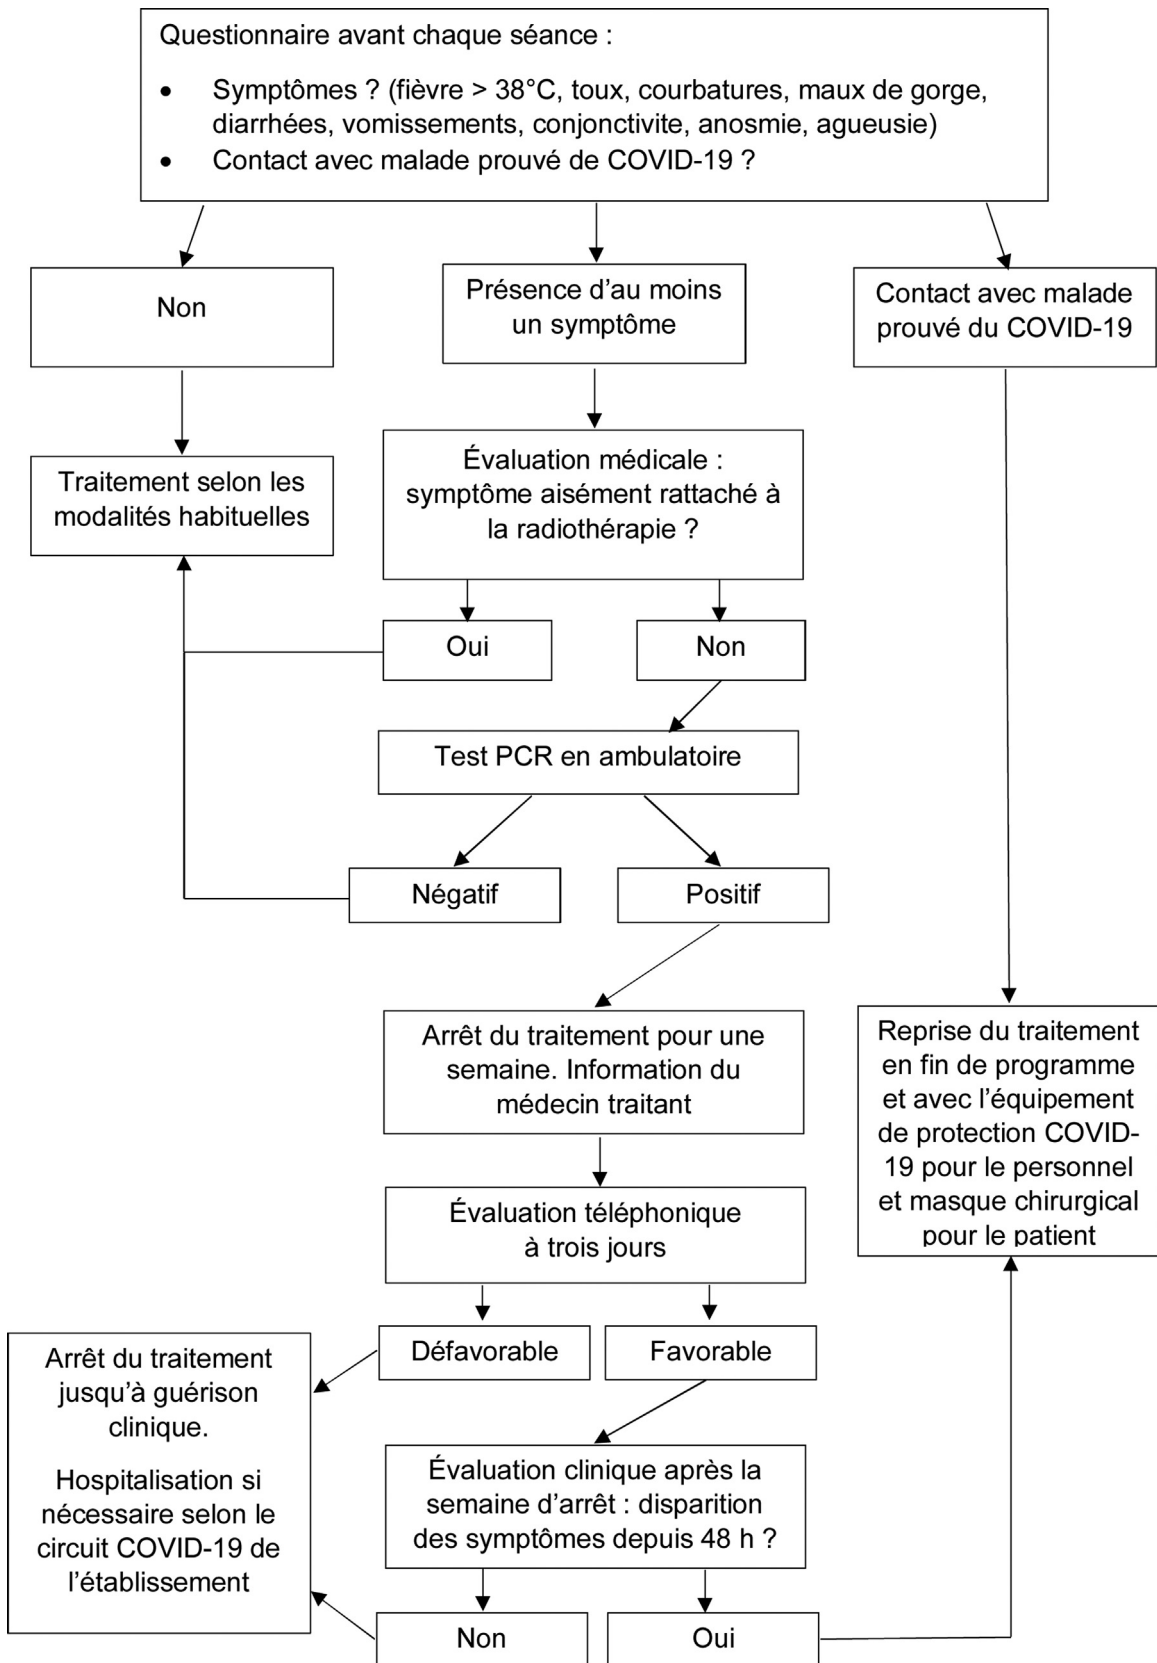 Questionnaire avant chaque séance :
• Symptômes ? (fièvre > 38°C, toux, courbatures, maux de gorge,
diarrhées, vomissements, conjonctivite, anosmie, agueusie)
• Contact avec malade prouvé de COVID-19 ?
Non
Présence d'au moins
un symptôme
Contact avec malade
prouvé du COVID-19
Traitement selon les
modalités habituelles
Évaluation médicale :
symptôme aisément rattaché à
la radiothérapie ?
Oui
Non
Test PCR en ambulatoire
Négatif
Positif
Arrêt du traitement pour une
semaine. Information du
médecin traitant
Reprise du traitement
en fin de programme
et avec l'équipement
de protection COVID-
19 pour le personnel
et masque chirurgical
pour le patient
Évaluation téléphonique
à trois jours
Défavorable
Favorable
Arrêt du traitement
jusqu'à guérison
clinique.
Hospitalisation si
nécessaire selon le
circuit COVID-19 de
l'établissement
Évaluation clinique après la
semaine d'arrêt : disparition
des symptômes depuis 48 h ?
Non
Oui